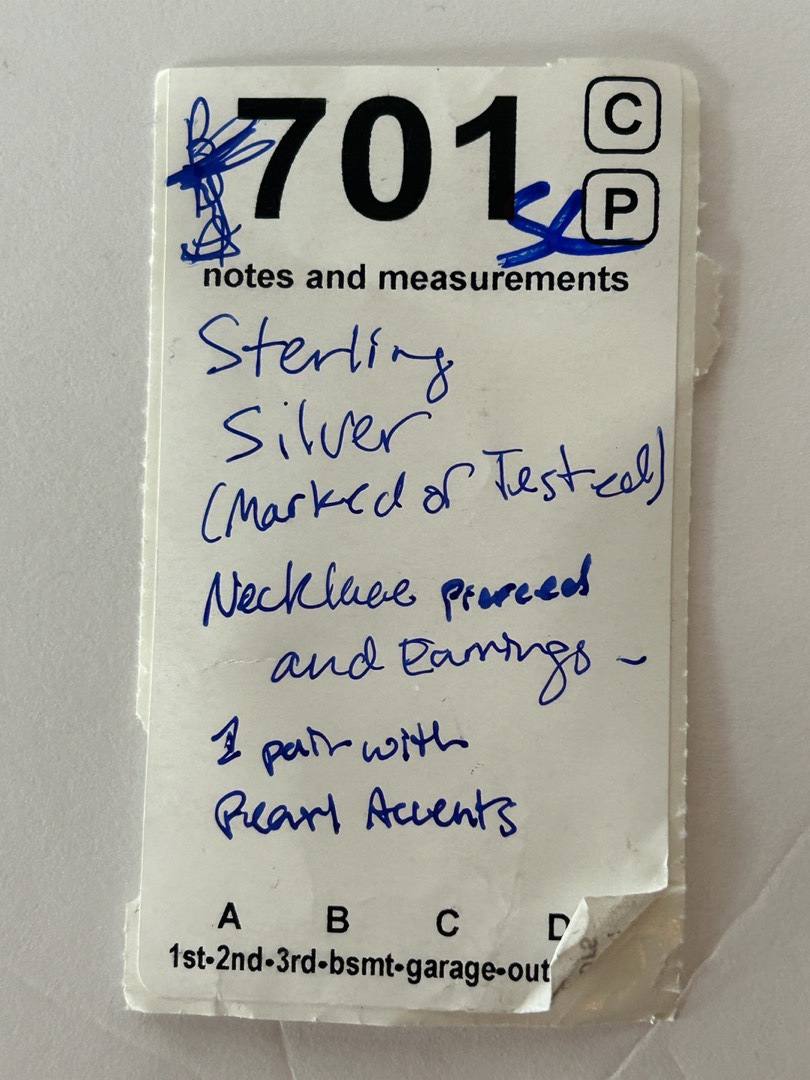 701 C
P
notes and measurements
Sterling
Silver
(Marked or Tested)
Necklace pierced
and Earrings -
1 pair with
Pearl Accents
A B C D
1st•2nd•3rd•bsmt•garage•out